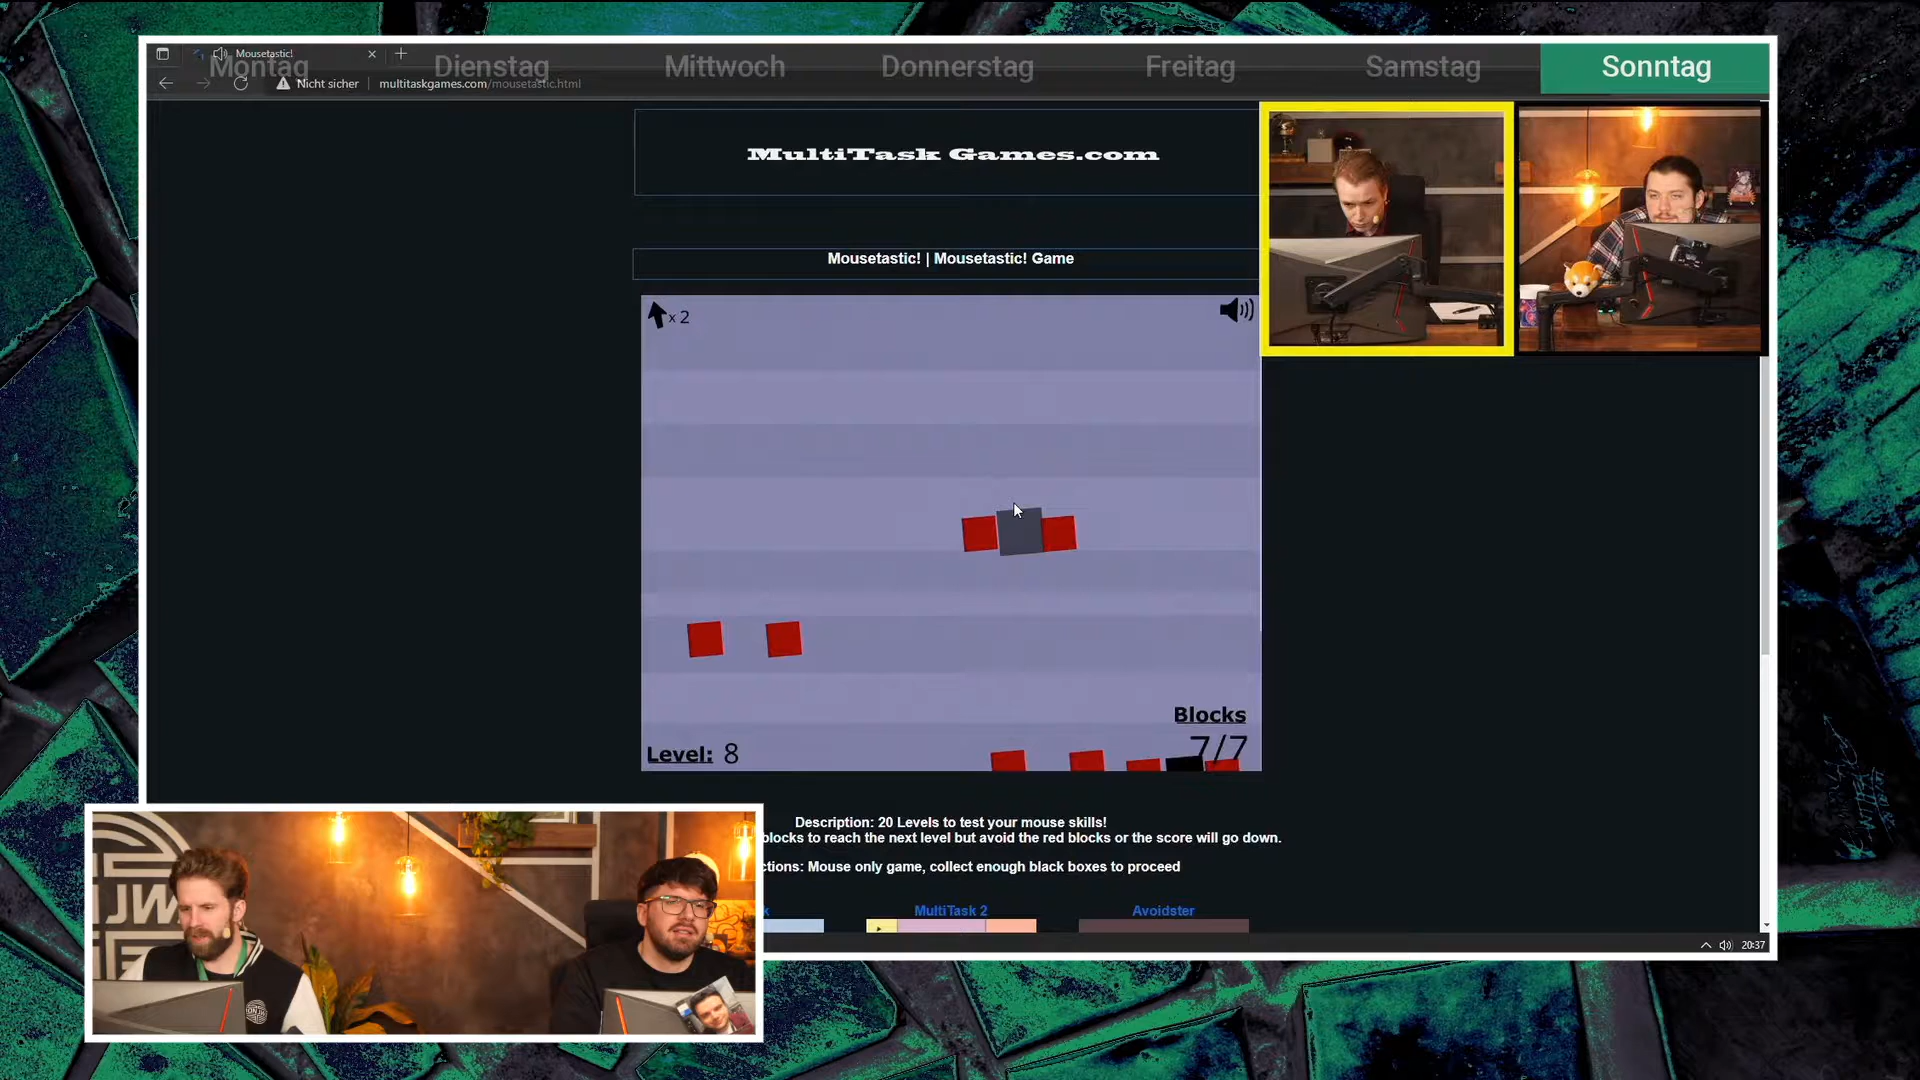 Mousetastic!
Montag Dienstag Mittwoch Donnerstag Freitag Samstag Sonntag
Nicht sicher multitaskgames.com/mousetastic.html
MultiTask Games.com
Mousetastic! | Mousetastic! Game
x 2
Blocks
7/7
Level: 8
Description: 20 Levels to test your mouse skills!
blocks to reach the next level but avoid the red blocks or the score will go down.
ctions: Mouse only game, collect enough black boxes to proceed
k MultiTask 2 Avoidster
20:37